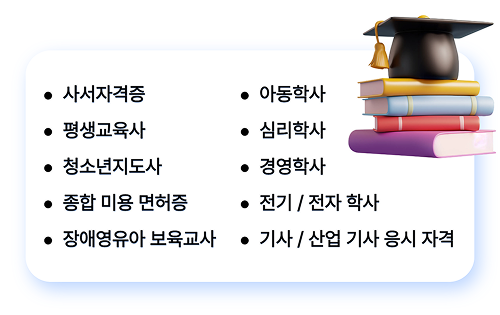 • 사서자격증
• 평생교육사
• 청소년지도사
• 종합 미용 면허증
• 장애영유아 보육교사
• 아동학사
• 심리학사
• 경영학사
• 전기 / 전자 학사
• 기사 / 산업 기사 응시 자격